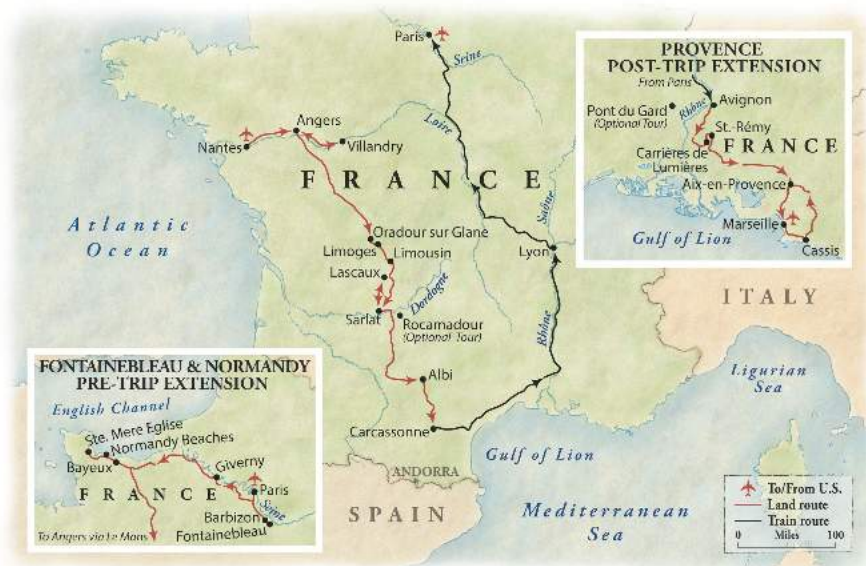 Paris
Seine
Loire
Angers
Nantes
Villandry
FRANCE
Atlantic
Ocean
Saône
Oradour sur Glane
Limoges
Limousin
Lyon
Lascaux
Dordogne
Sarlat
Rocamadour
(Optional Tour)
Rhône
Albi
Carcassonne
ANDORRA
SPAIN
Gulf of Lion
Mediterranean
Sea
ITALY
Ligurian
Sea
PROVENCE
POST-TRIP EXTENSION
From Paris
Pont du Gard
(Optional Tour)
Rhône
Avignon
St.-Rémy
FRANCE
Carrières de
Lumières
Aix-en-Provence
Marseille
Gulf of Lion
Cassis
FONTAINEBLEAU & NORMANDY
PRE-TRIP EXTENSION
English Channel
Ste. Mere Eglise
Normandy Beaches
Bayeux
Giverny
FRANCE
Paris
Seine
Barbizon
Fontainebleau
To Angers via Le Mans
To/From U.S.
Land route
Train route
0 Miles 100